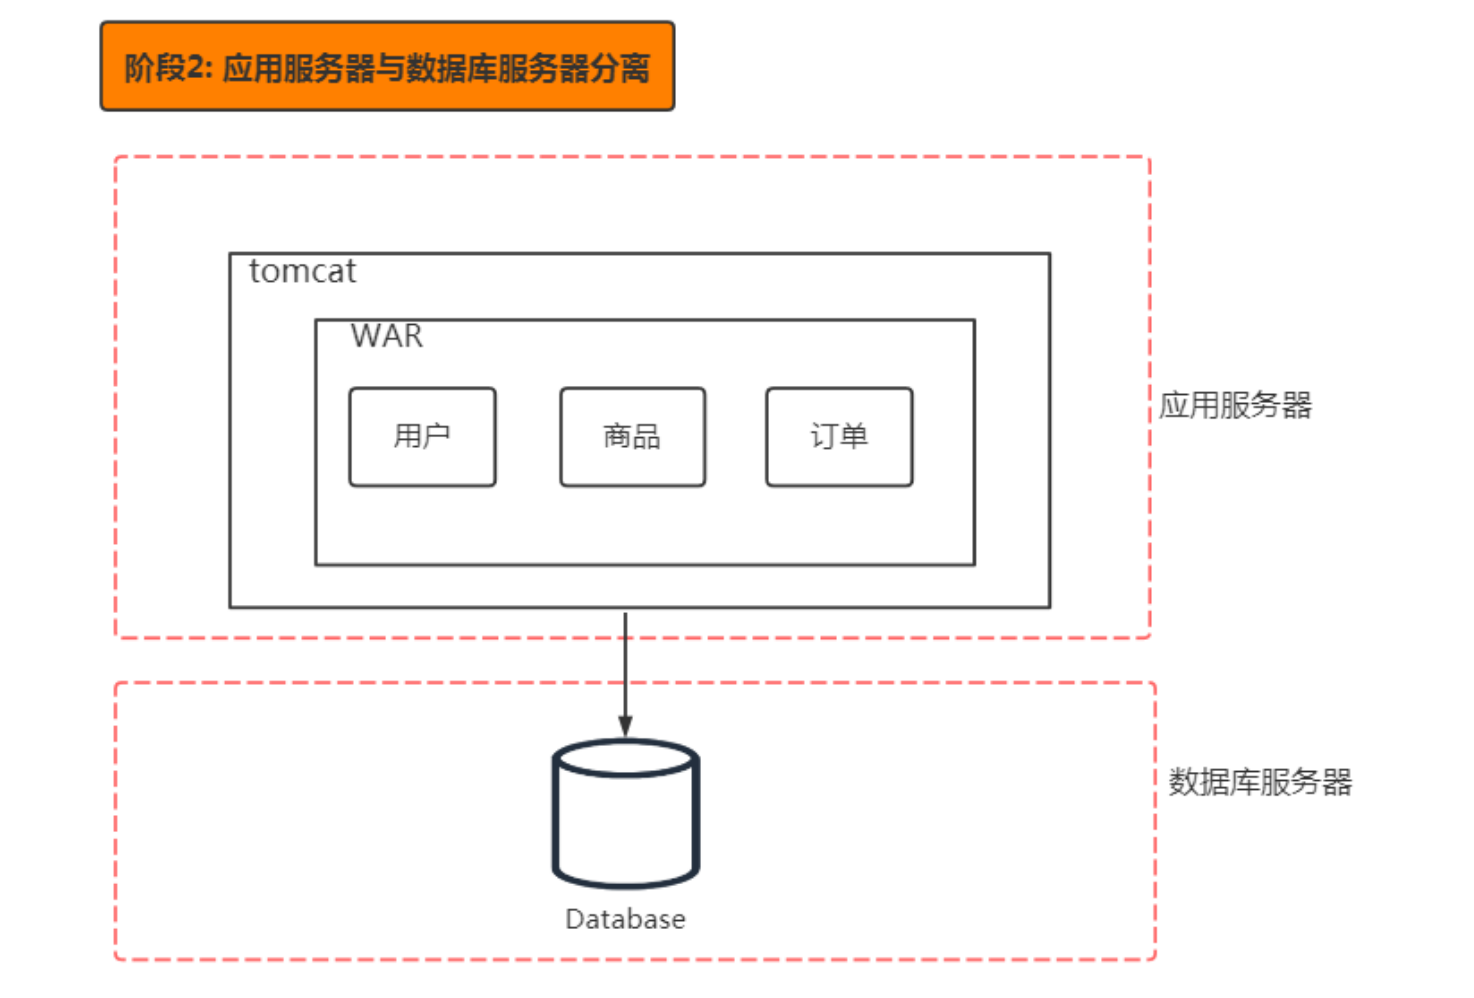 阶段2: 应用服务器与数据库服务器分离
tomcat
WAR
用户
商品
订单
应用服务器
数据库服务器
Database